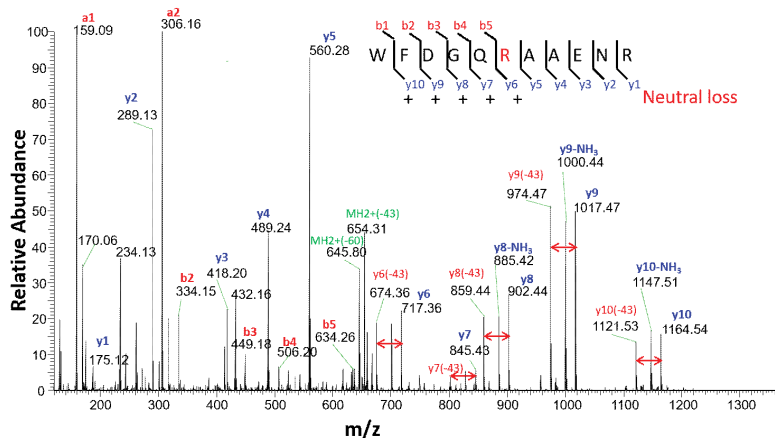 a1
159.09
a2
306.16
y5
560.28
b1 b2 b3 b4 b5
W F D G Q R A A E N R
y10 y9 y8 y7 y6 y5 y4 y3 y2 y1
+ + + + +
Neutral loss
y2
289.13
170.06
234.13
y1
175.12
b2
334.15
y3
418.20
432.16
b3
449.18
y4
489.24
b4
506.20
b5
634.26
MH2+(-43)
654.31
MH2+(-60)
645.80
y6(-43)
674.36
y6
717.36
y7
845.43
y7(-43)
y8(-43)
859.44
y8-NH3
885.42
y8
902.44
y9(-43)
974.47
y9-NH3
1000.44
y9
1017.47
y10(-43)
1121.53
y10-NH3
1147.51
y10
1164.54
Relative Abundance
100
90
80
70
60
50
40
30
20
10
0
200 300 400 500 600 700 800 900 1000 1100 1200 1300
m/z